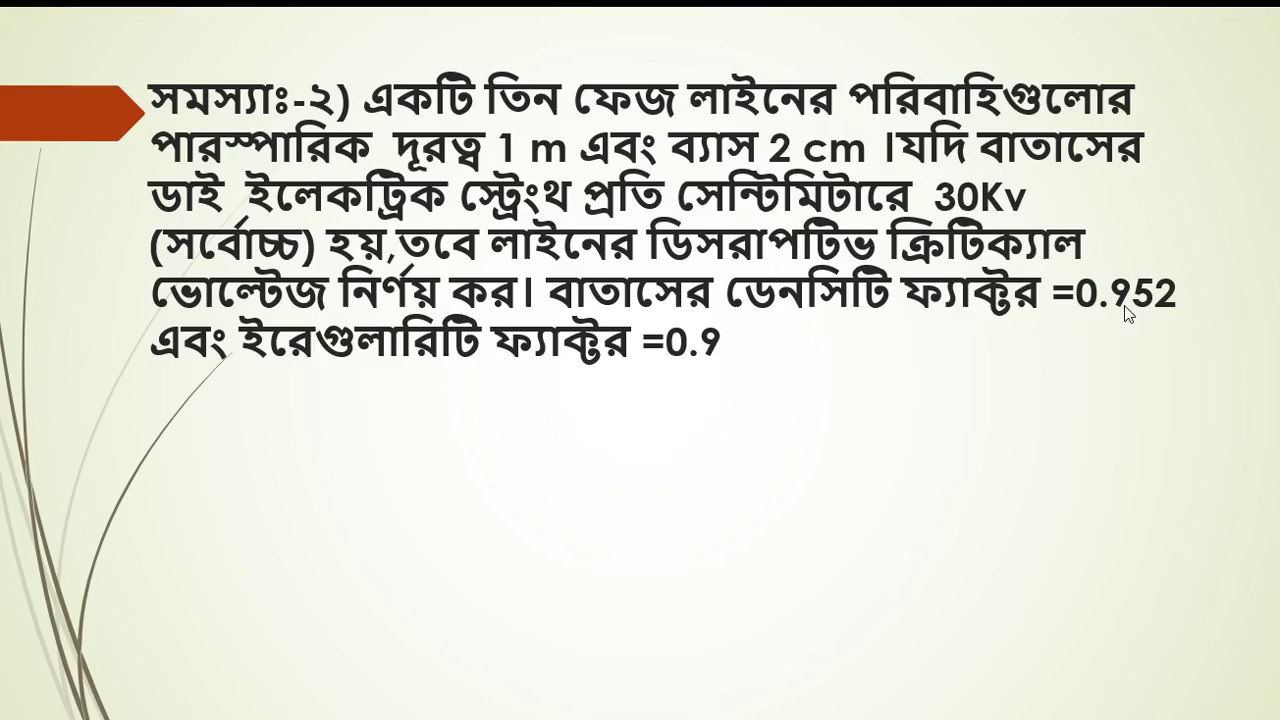 সমস্যাঃ-২) একটি তিন ফেজ লাইনের পরিবাহিগুলোর
পারস্পারিক দূরত্ব 1 m এবং ব্যাস 2 cm ।যদি বাতাসের
ডাই ইলেকট্রিক স্ট্রেংথ প্রতি সেন্টিমিটারে 30Kv
(সর্বোচ্চ) হয়,তবে লাইনের ডিসরাপটিভ ক্রিটিক্যাল
ভোল্টেজ নির্ণয় কর। বাতাসের ডেনসিটি ফ্যাক্টর =0.952
এবং ইরেগুলারিটি ফ্যাক্টর =0.9